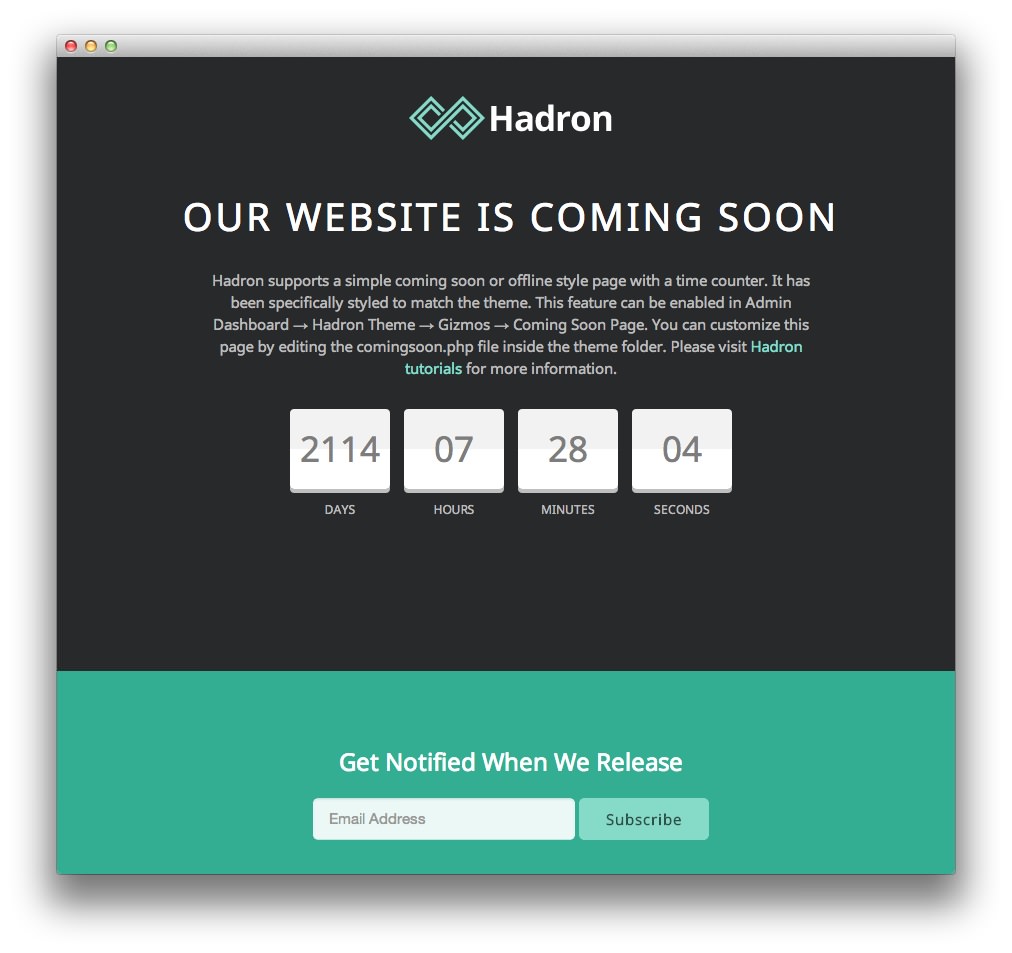 Hadron
OUR WEBSITE IS COMING SOON
Hadron supports a simple coming soon or offline style page with a time counter. It has
been specifically styled to match the theme. This feature can be enabled in Admin
Dashboard → Hadron Theme → Gizmos → Coming Soon Page. You can customize this
page by editing the comingsoon.php file inside the theme folder. Please visit Hadron
tutorials for more information.
2114 07 28 04
DAYS HOURS MINUTES SECONDS
Get Notified When We Release
Email Address Subscribe